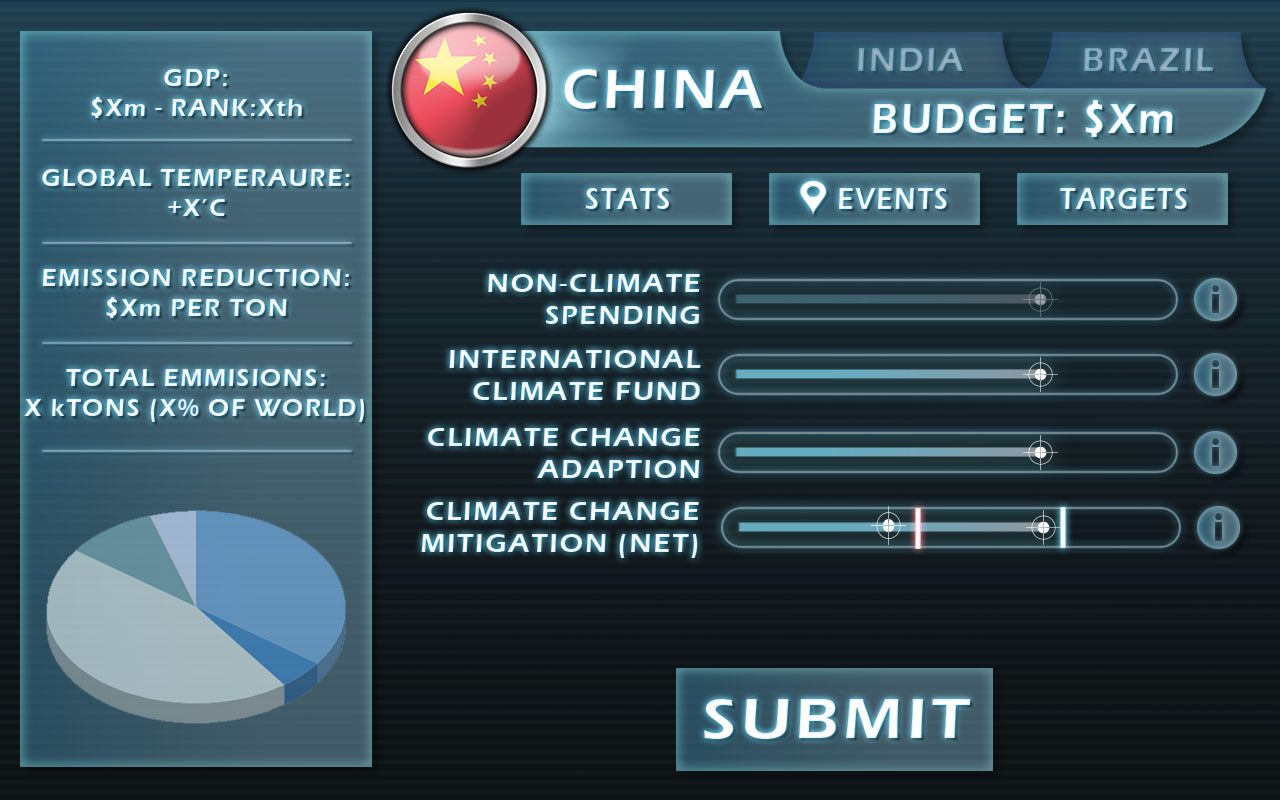 GDP:
$Xm - RANK:Xth
GLOBAL TEMPERAURE:
+X'C
EMISSION REDUCTION:
$Xm PER TON
TOTAL EMMISIONS:
X kTONS (X% OF WORLD)
CHINA
INDIA
BRAZIL
BUDGET: $Xm
STATS
EVENTS
TARGETS
NON-CLIMATE
SPENDING
INTERNATIONAL
CLIMATE FUND
CLIMATE CHANGE
ADAPTION
CLIMATE CHANGE
MITIGATION (NET)
SUBMIT